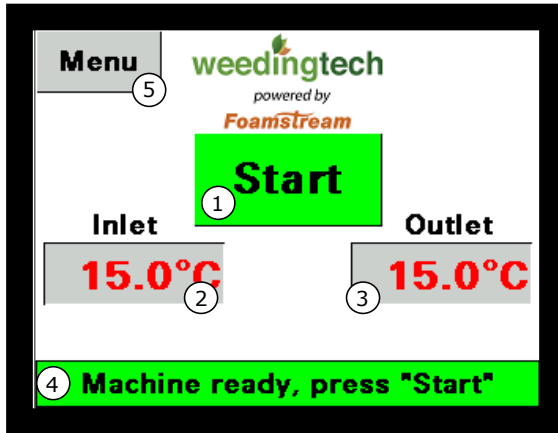 Menu
5
weedingtech
powered by
Foamstream
Start
1
Inlet
Outlet
15.0°C
2
15.0°C
3
4 Machine ready, press "Start"